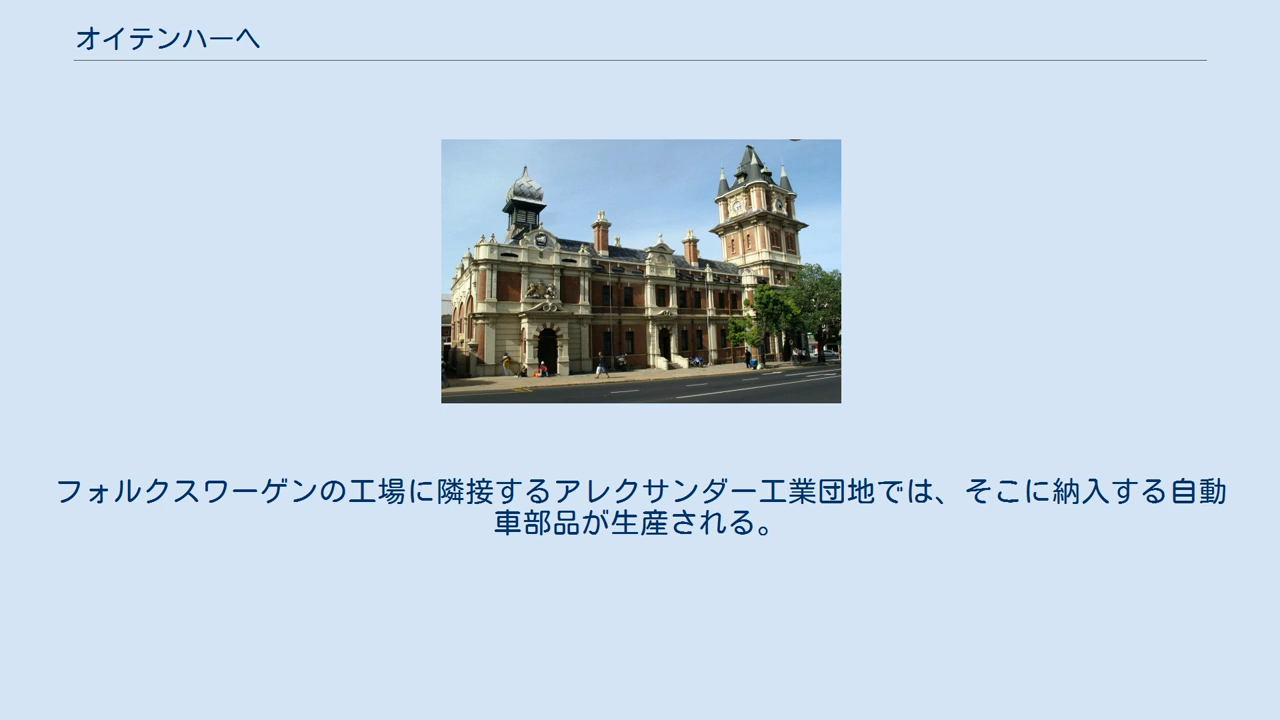 オイテンハーヘ
フォルクスワーゲンの工場に隣接するアレクサンダー工業団地では、そこに納入する自動
車部品が生産される。